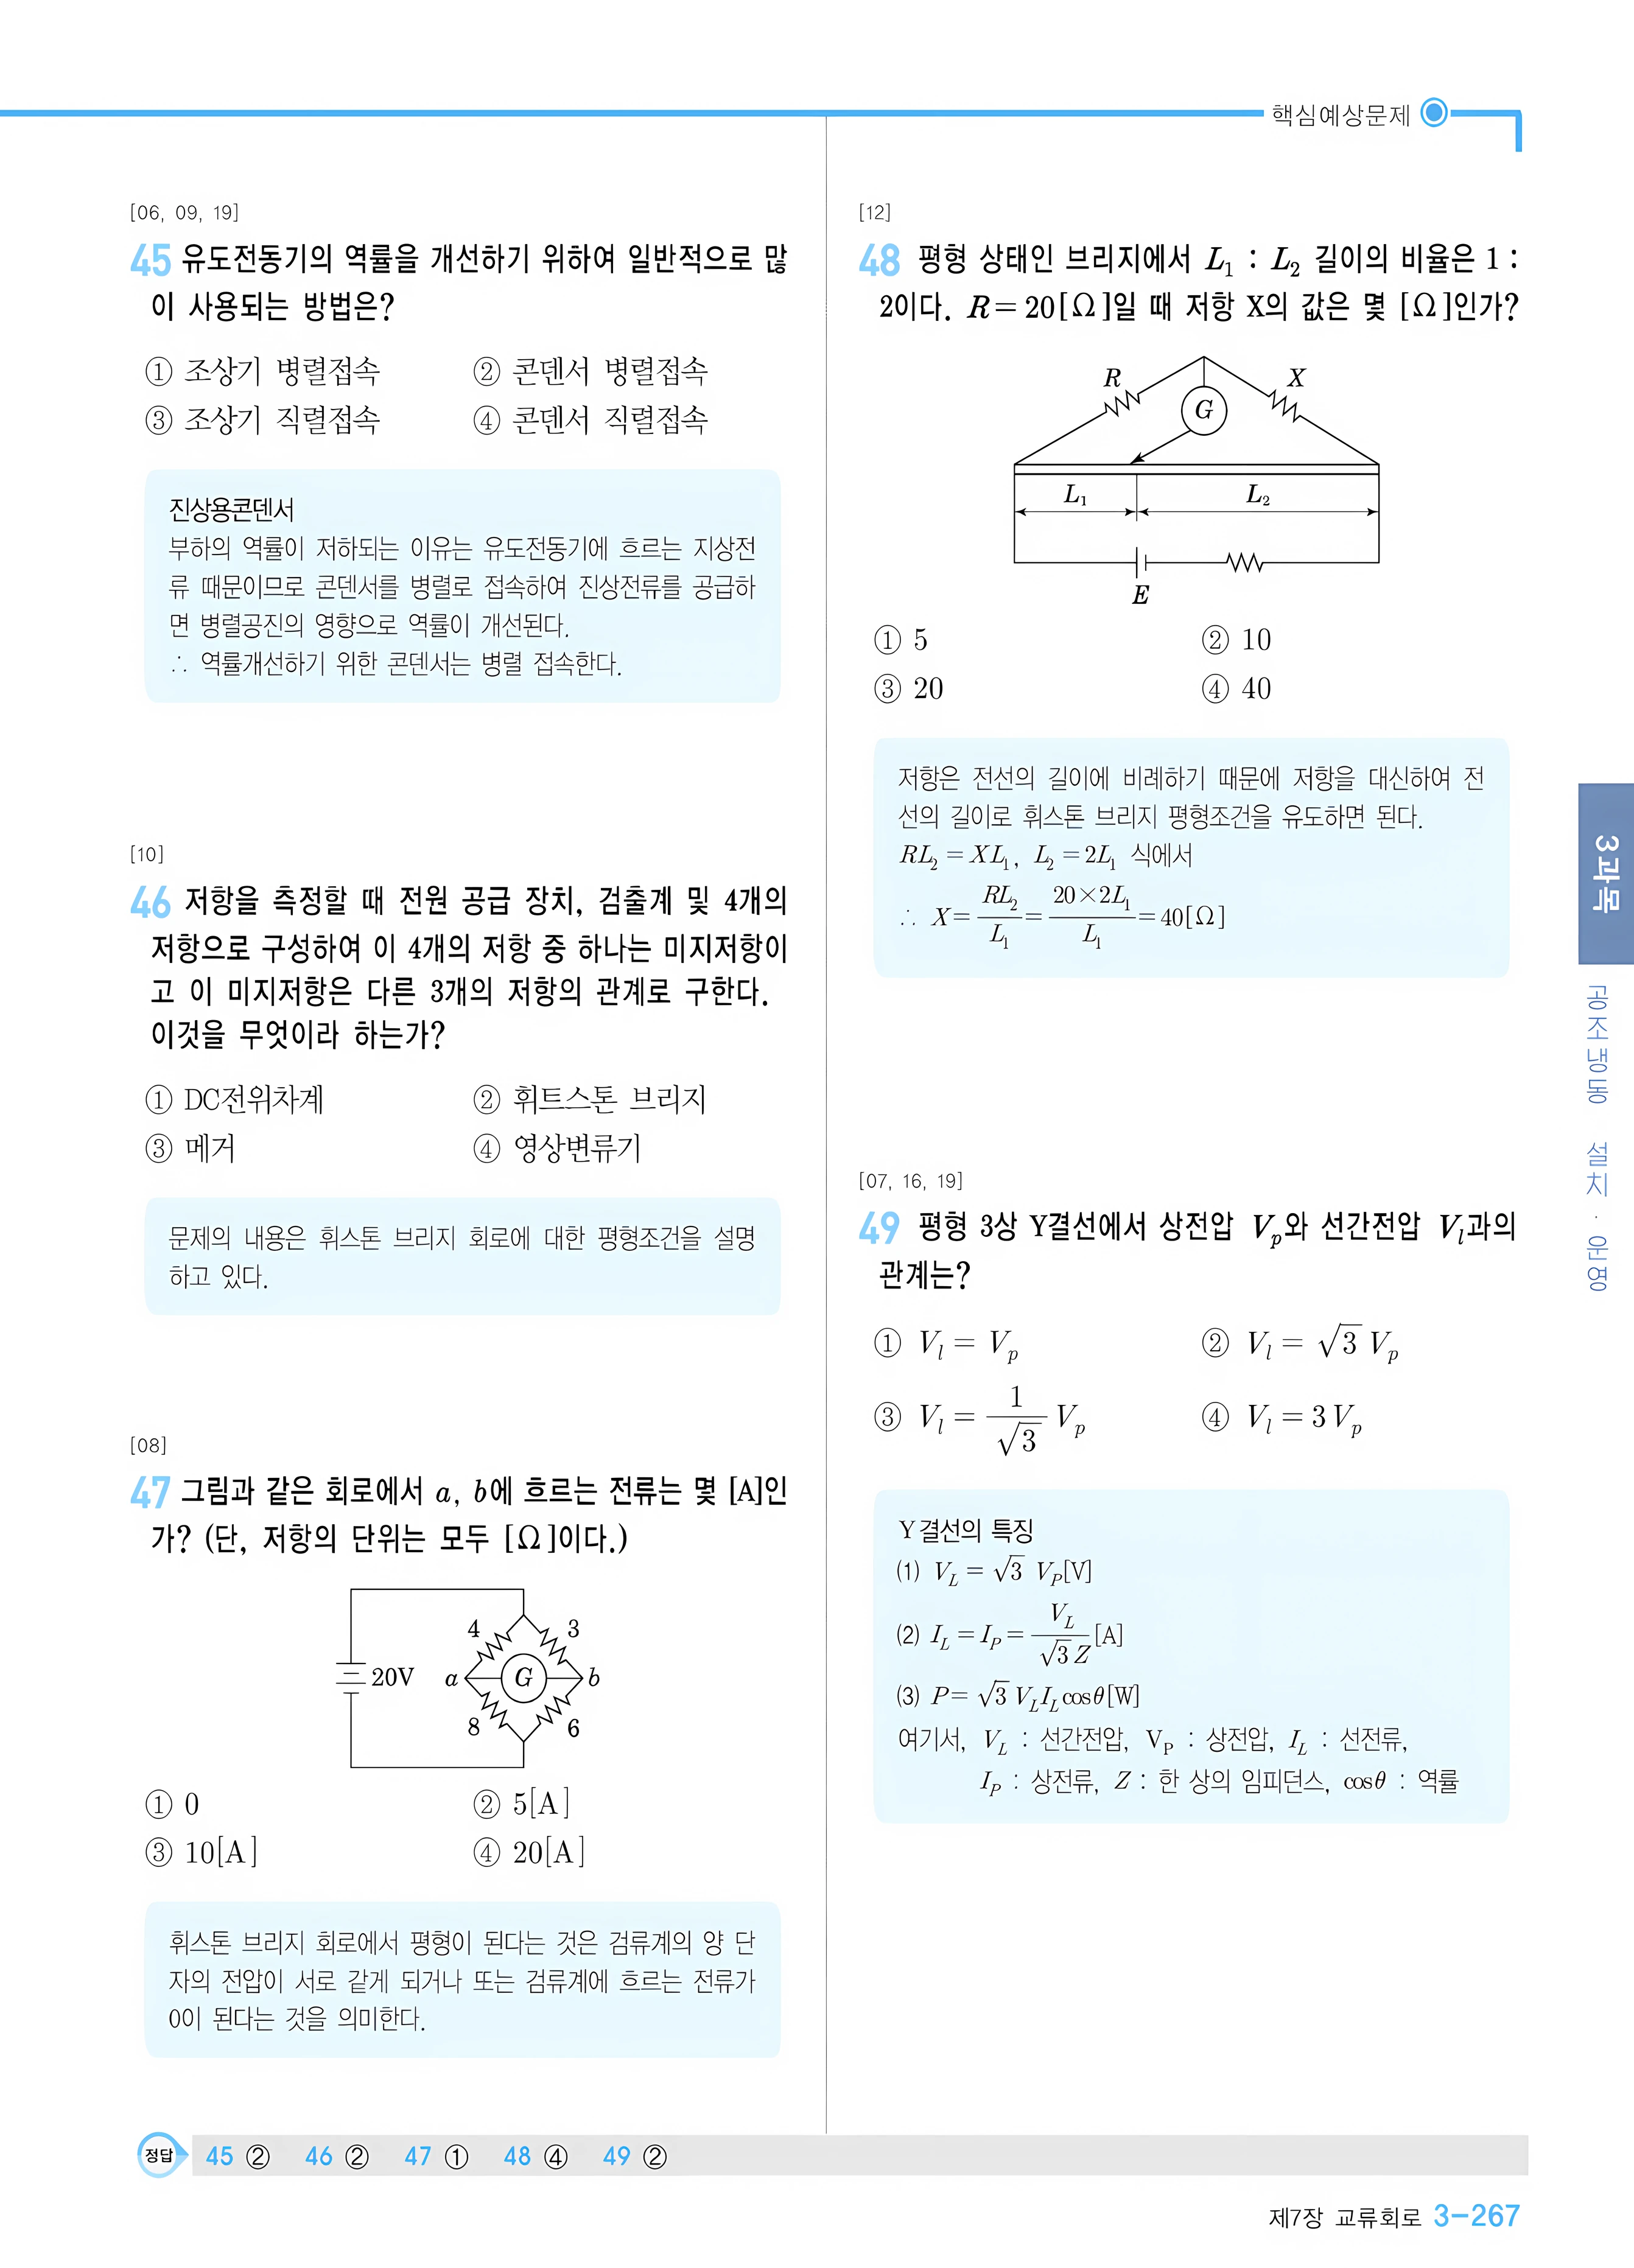 핵심예상문제
[06, 09, 19]
45 유도전동기의 역률을 개선하기 위하여 일반적으로 많
이 사용되는 방법은?
① 조상기 병렬접속 ② 콘덴서 병렬접속
③ 조상기 직렬접속 ④ 콘덴서 직렬접속
진상용콘덴서
부하의 역률이 저하되는 이유는 유도전동기에 흐르는 지상전
류 때문이므로 콘덴서를 병렬로 접속하여 진상전류를 공급하
면 병렬공진의 영향으로 역률이 개선된다.
∴ 역률개선하기 위한 콘덴서는 병렬 접속한다.
[10]
46 저항을 측정할 때 전원 공급 장치, 검출계 및 4개의
저항으로 구성하여 이 4개의 저항 중 하나는 미지저항이
고 이 미지저항은 다른 3개의 저항의 관계로 구한다.
이것을 무엇이라 하는가?
① DC전위차계 ② 휘트스톤 브리지
③ 메거 ④ 영상변류기
문제의 내용은 휘스톤 브리지 회로에 대한 평형조건을 설명
하고 있다.
[08]
47 그림과 같은 회로에서 a, b에 흐르는 전류는 몇 [A]인
가? (단, 저항의 단위는 모두 [Ω]이다.)
4 3
20V a G b
8 6
① 0 ② 5[A]
③ 10[A] ④ 20[A]
휘스톤 브리지 회로에서 평형이 된다는 것은 검류계의 양 단
자의 전압이 서로 같게 되거나 또는 검류계에 흐르는 전류가
0이 된다는 것을 의미한다.
[12]
48 평형 상태인 브리지에서 L₁ : L₂ 길이의 비율은 1 :
2이다. R = 20[Ω]일 때 저항 X의 값은 몇 [Ω]인가?
R X
G
L₁ L₂
E
① 5 ② 10
③ 20 ④ 40
저항은 전선의 길이에 비례하기 때문에 저항을 대신하여 전
선의 길이로 휘스톤 브리지 평형조건을 유도하면 된다.
RL₂ = XL₁, L₂ = 2L₁ 식에서
∴ X = RL₂/L₁ = 20×2L₁/L₁ = 40[Ω]
[07, 16, 19]
49 평형 3상 Y결선에서 상전압 Vp와 선간전압 Vl과의
관계는?
① Vl = Vp ② Vl = √3 Vp
③ Vl = 1/√3 Vp ④ Vl = 3Vp
Y결선의 특징
(1) VL = √3 VP[V]
(2) IL = IP = VL/√3Z [A]
(3) P = √3 VLILcosθ[W]
여기서, VL : 선간전압, VP : 상전압, IL : 선전류,
IP : 상전류, Z : 한 상의 임피던스, cosθ : 역률
3과목
공조냉동 설치·운영
정답 45 ② 46 ② 47 ① 48 ④ 49 ②
제7장 교류회로 3-267